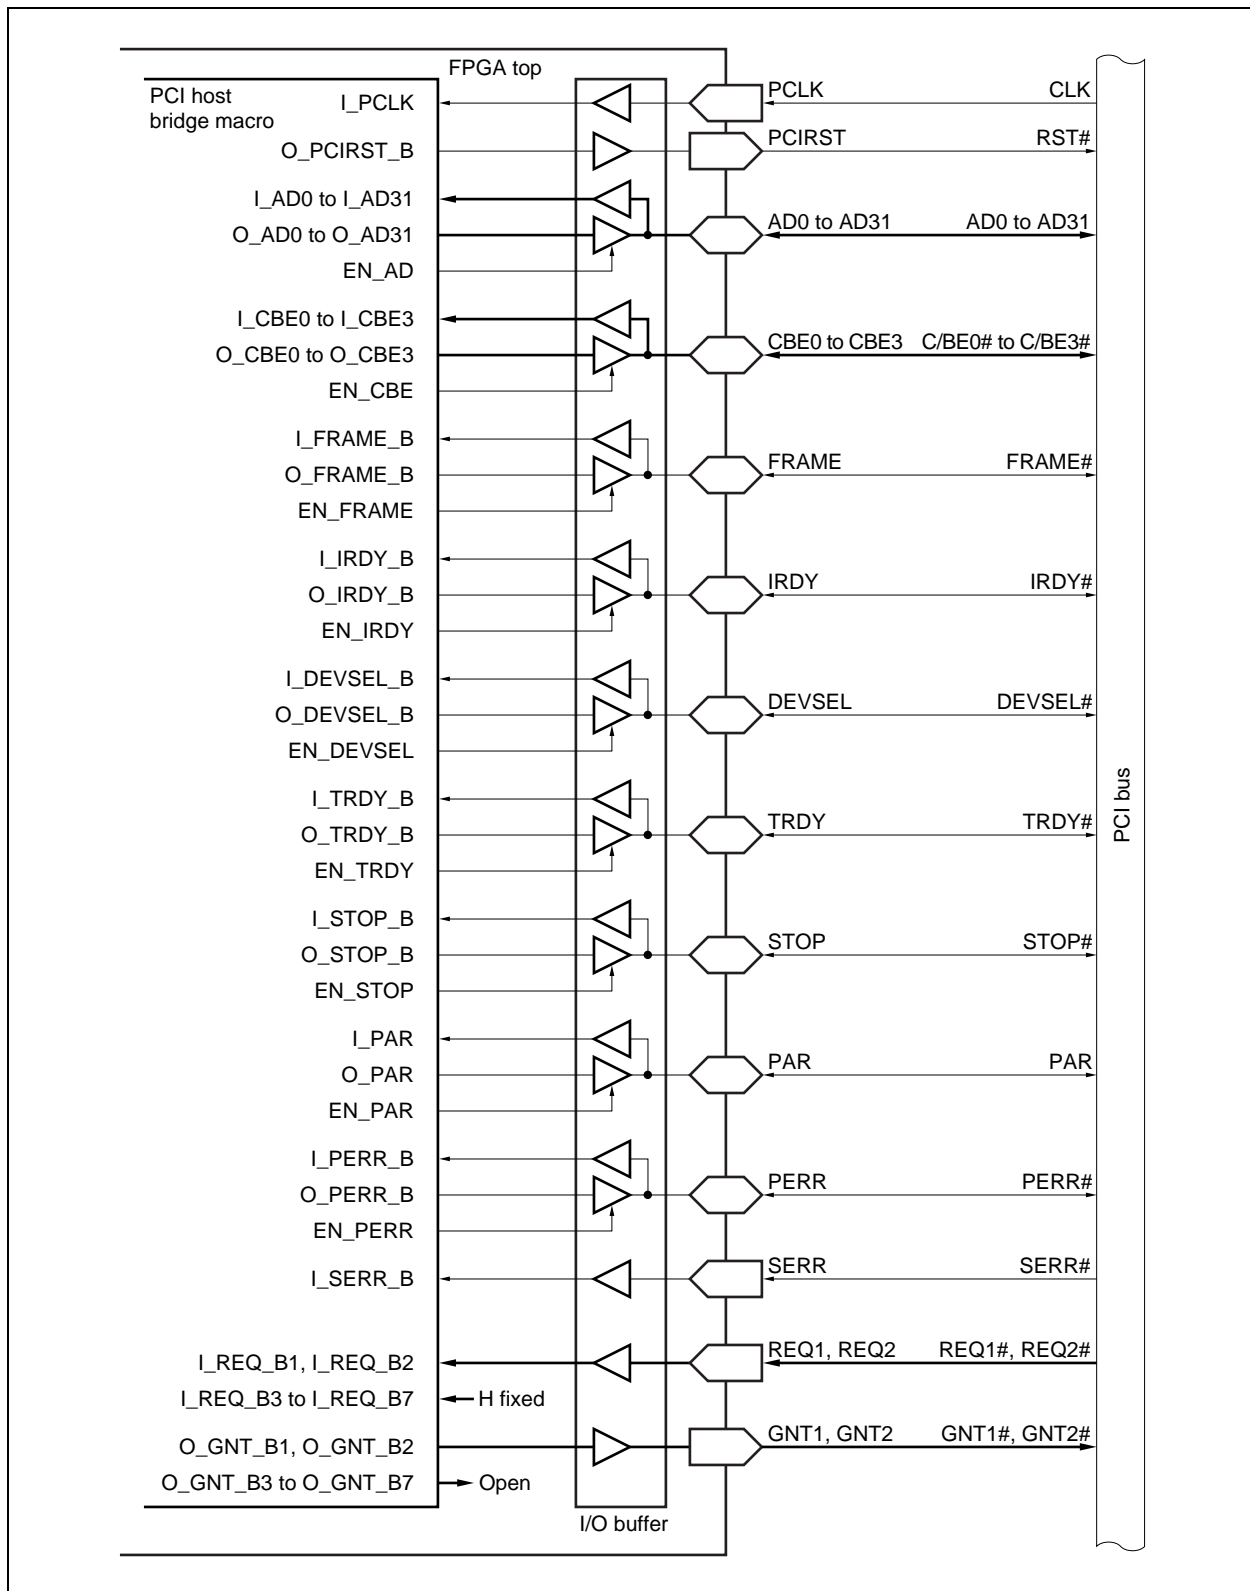 FPGA top
PCI host
bridge macro
I_PCLK PCLK CLK
O_PCIRST_B PCIRST RST#
I_AD0 to I_AD31
O_AD0 to O_AD31 AD0 to AD31 AD0 to AD31
EN_AD
I_CBE0 to I_CBE3
O_CBE0 to O_CBE3 CBE0 to CBE3 C/BE0# to C/BE3#
EN_CBE
I_FRAME_B
O_FRAME_B FRAME FRAME#
EN_FRAME
I_IRDY_B
O_IRDY_B IRDY IRDY#
EN_IRDY
I_DEVSEL_B
O_DEVSEL_B DEVSEL DEVSEL#
EN_DEVSEL
I_TRDY_B
O_TRDY_B TRDY TRDY#
EN_TRDY
PCI bus
I_STOP_B
O_STOP_B STOP STOP#
EN_STOP
I_PAR
O_PAR PAR PAR
EN_PAR
I_PERR_B
O_PERR_B PERR PERR#
EN_PERR
I_SERR_B SERR SERR#
I_REQ_B1, I_REQ_B2 REQ1, REQ2 REQ1#, REQ2#
I_REQ_B3 to I_REQ_B7 H fixed
O_GNT_B1, O_GNT_B2 GNT1, GNT2 GNT1#, GNT2#
O_GNT_B3 to O_GNT_B7 Open
I/O buffer